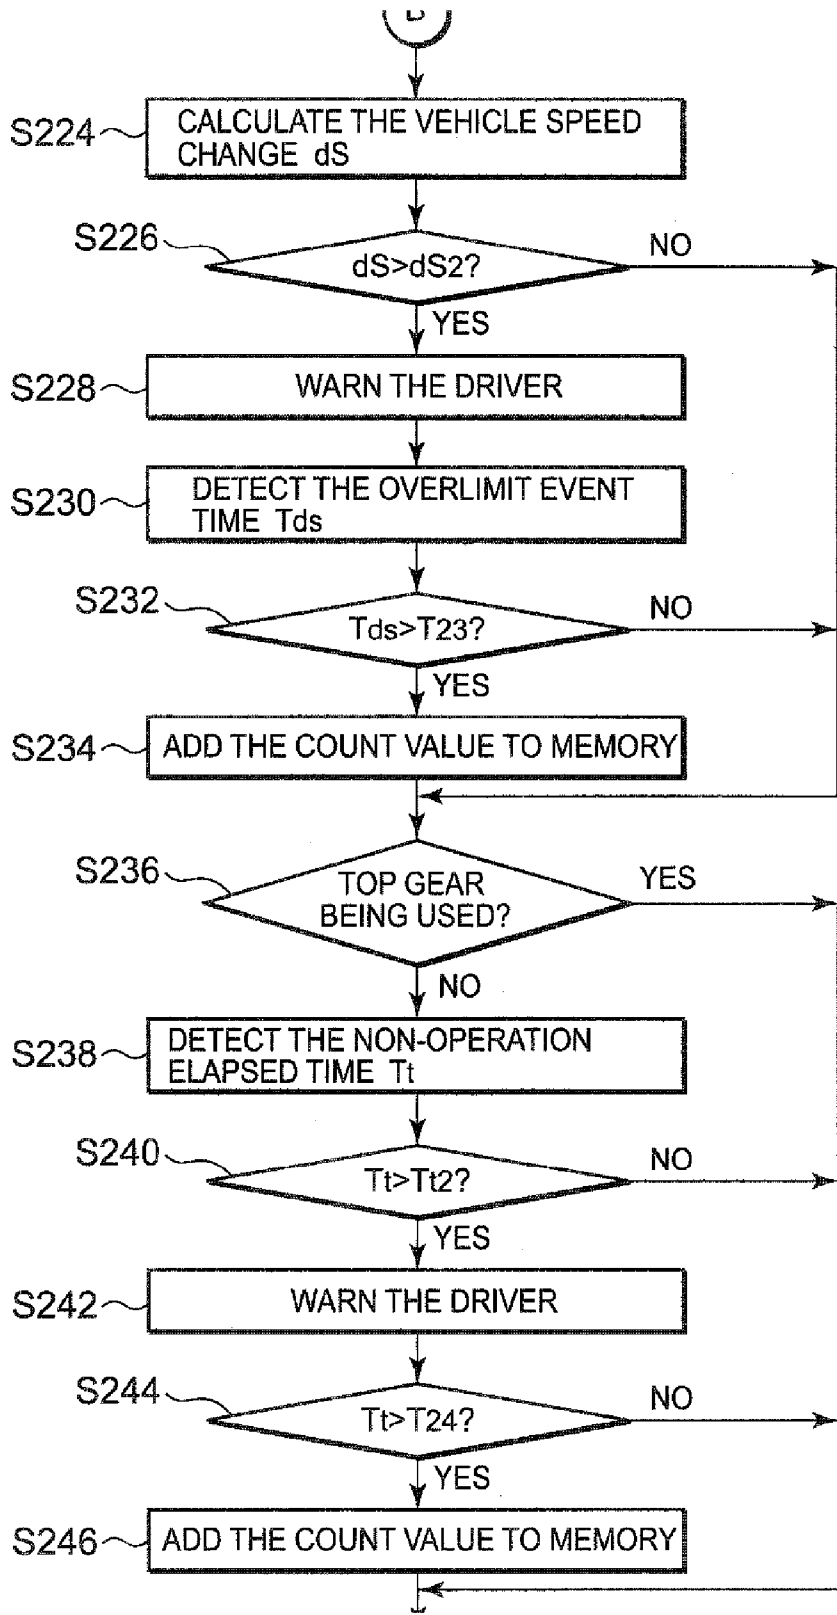 S224
CALCULATE THE VEHICLE SPEED
CHANGE dS
S226
dS>dS2?
NO
YES
S228
WARN THE DRIVER
S230
DETECT THE OVERLIMIT EVENT
TIME Tds
S232
Tds>T23?
NO
YES
S234
ADD THE COUNT VALUE TO MEMORY
S236
TOP GEAR
BEING USED?
YES
NO
S238
DETECT THE NON-OPERATION
ELAPSED TIME Tt
S240
Tt>Tt2?
NO
YES
S242
WARN THE DRIVER
S244
Tt>T24?
NO
YES
S246
ADD THE COUNT VALUE TO MEMORY